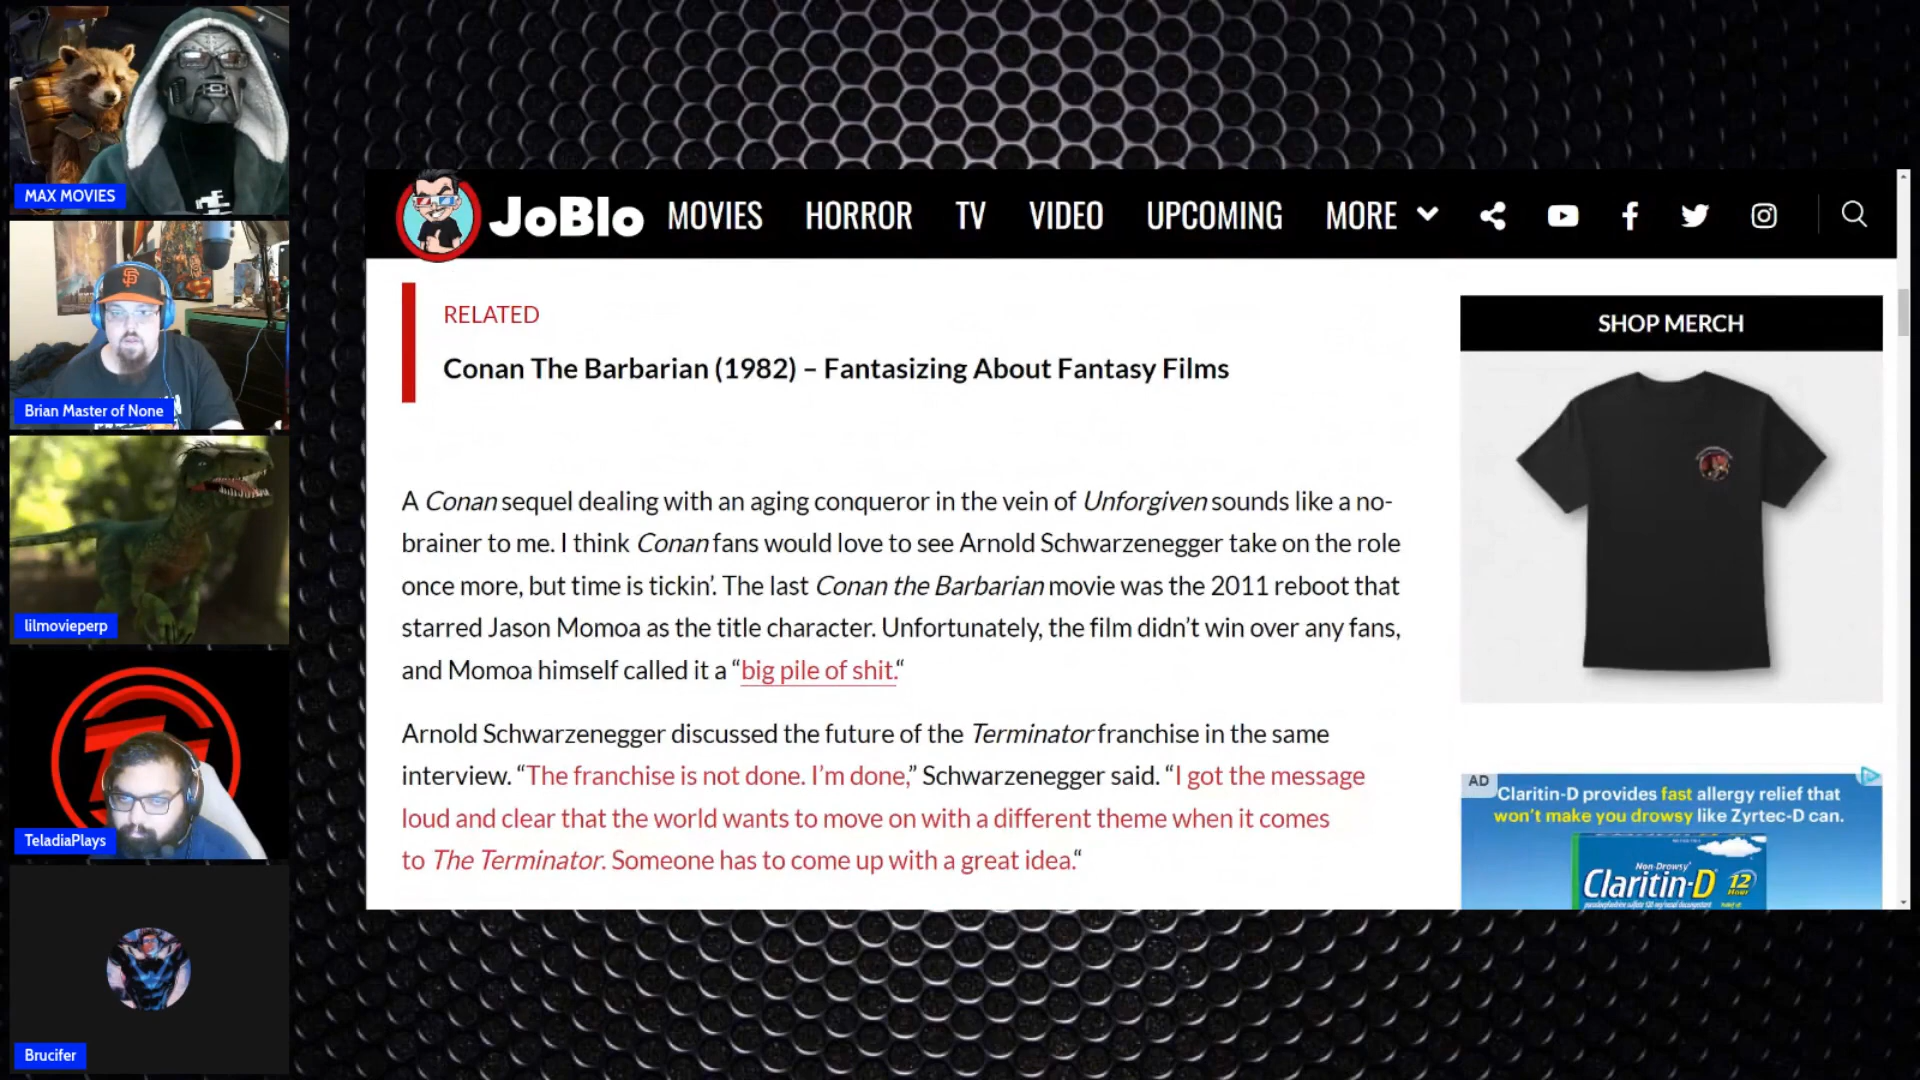 MAX MOVIES
Brian Master of None
lilmovieperp
TeladiaPlays
Brucifer
JoBlo MOVIES HORROR TV VIDEO UPCOMING MORE
RELATED
Conan The Barbarian (1982) – Fantasizing About Fantasy Films
A Conan sequel dealing with an aging conqueror in the vein of Unforgiven sounds like a no-
brainer to me. I think Conan fans would love to see Arnold Schwarzenegger take on the role
once more, but time is tickin’. The last Conan the Barbarian movie was the 2011 reboot that
starred Jason Momoa as the title character. Unfortunately, the film didn’t win over any fans,
and Momoa himself called it a “big pile of shit.“
Arnold Schwarzenegger discussed the future of the Terminator franchise in the same
interview. “The franchise is not done. I’m done,” Schwarzenegger said. “I got the message
loud and clear that the world wants to move on with a different theme when it comes
to The Terminator. Someone has to come up with a great idea.“
SHOP MERCH
AD
Claritin-D provides fast allergy relief that
won’t make you drowsy like Zyrtec-D can.
Non-Drowsy
Claritin-D 12
Hour